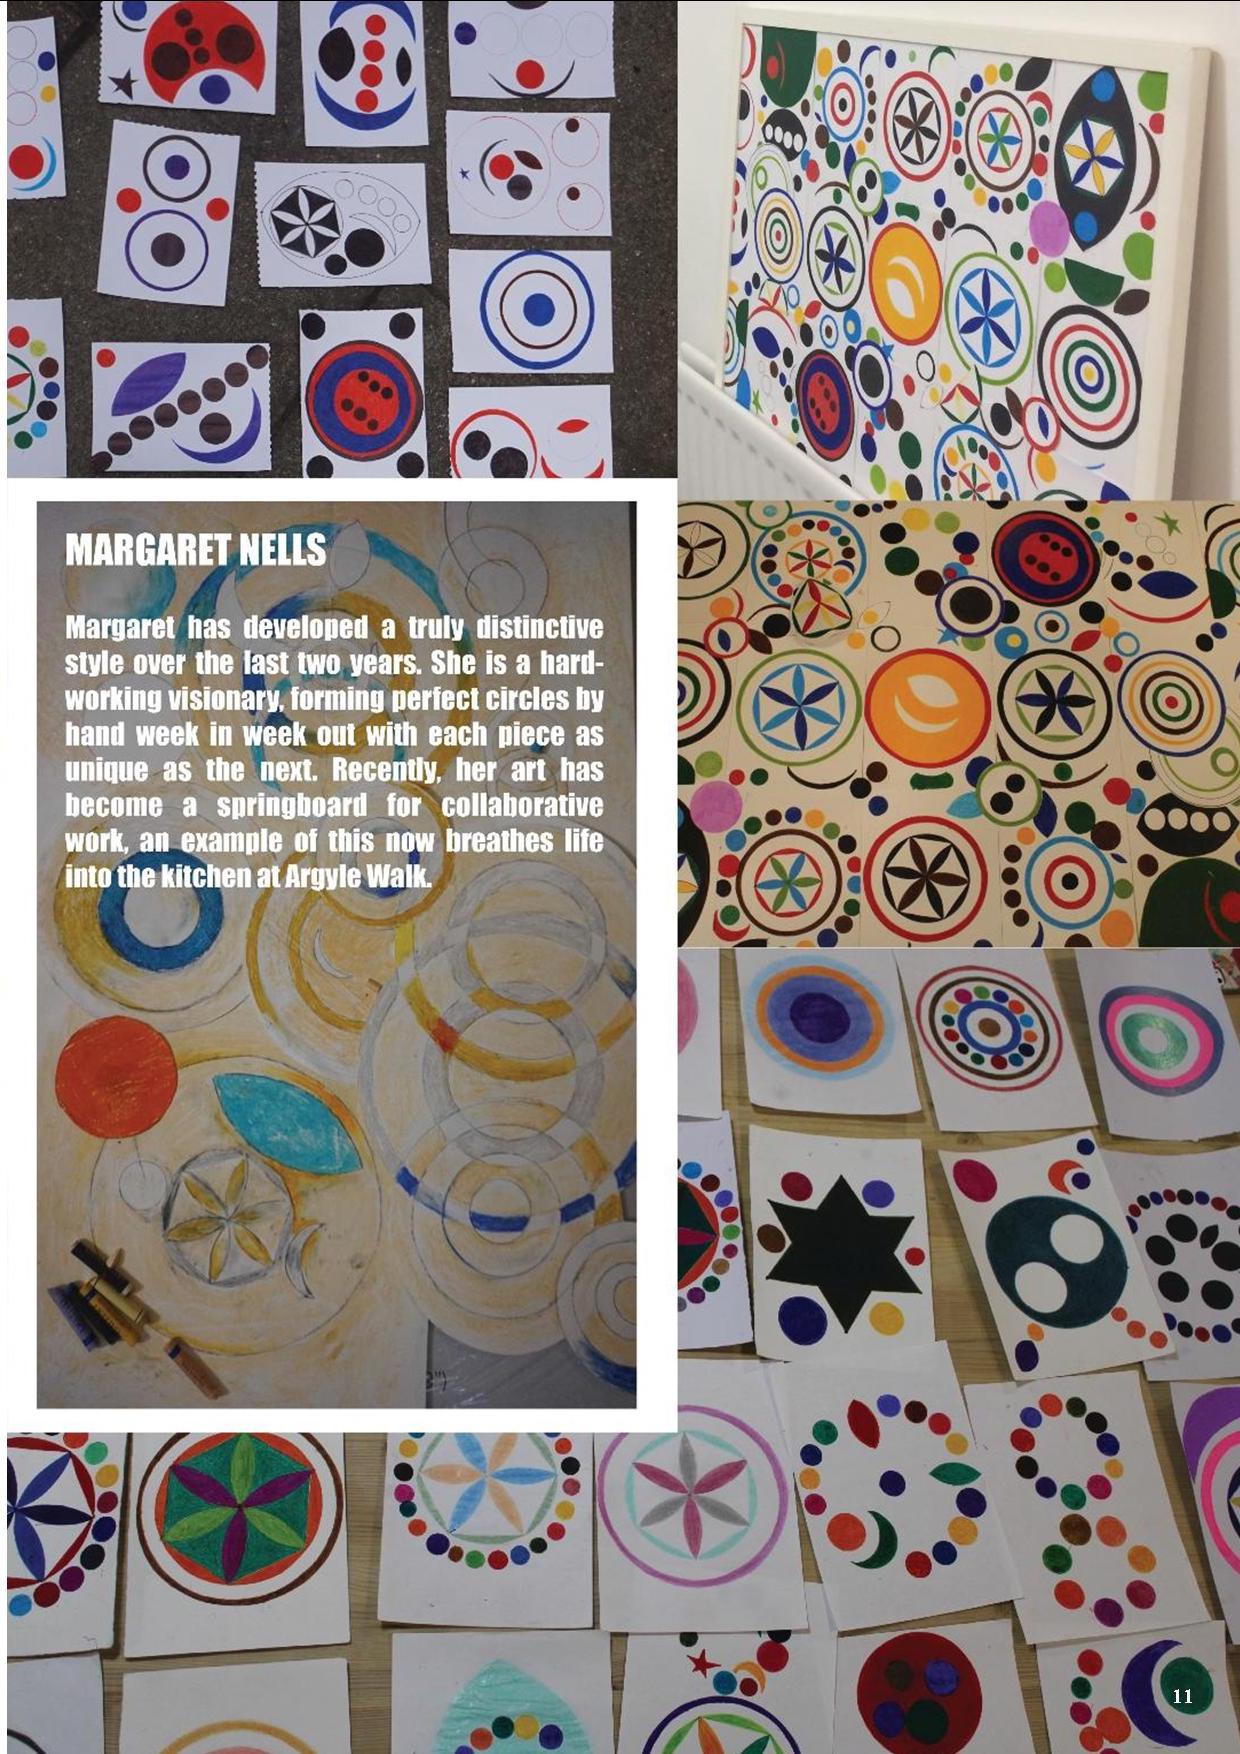 MARGARET NELLS
Margaret has developed a truly distinctive
style over the last two years. She is a hard-
working visionary, forming perfect circles by
hand week in week out with each piece as
unique as the next. Recently, her art has
become a springboard for collaborative
work, an example of this now breathes life
into the kitchen at Argyle Walk.
11